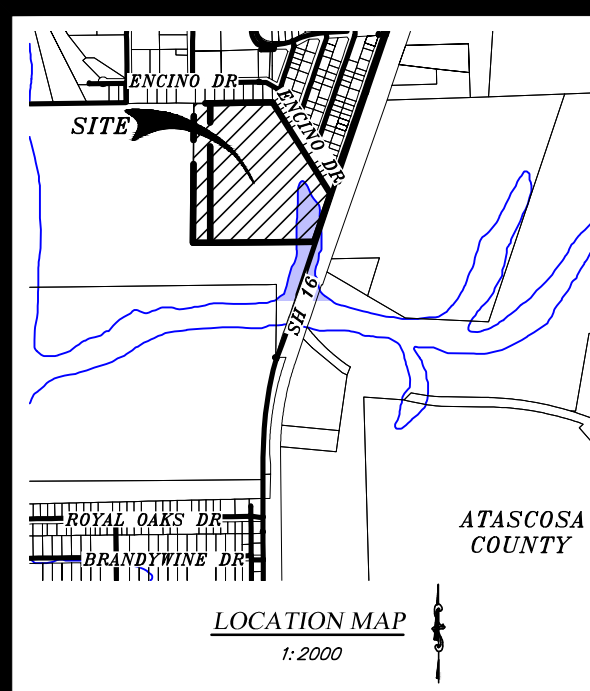 ENCINO DR
SITE
ENCINO DR
SH 16
ROYAL OAKS DR
BRANDYWINE DR
ATASCOSA
COUNTY
LOCATION MAP
1:2000